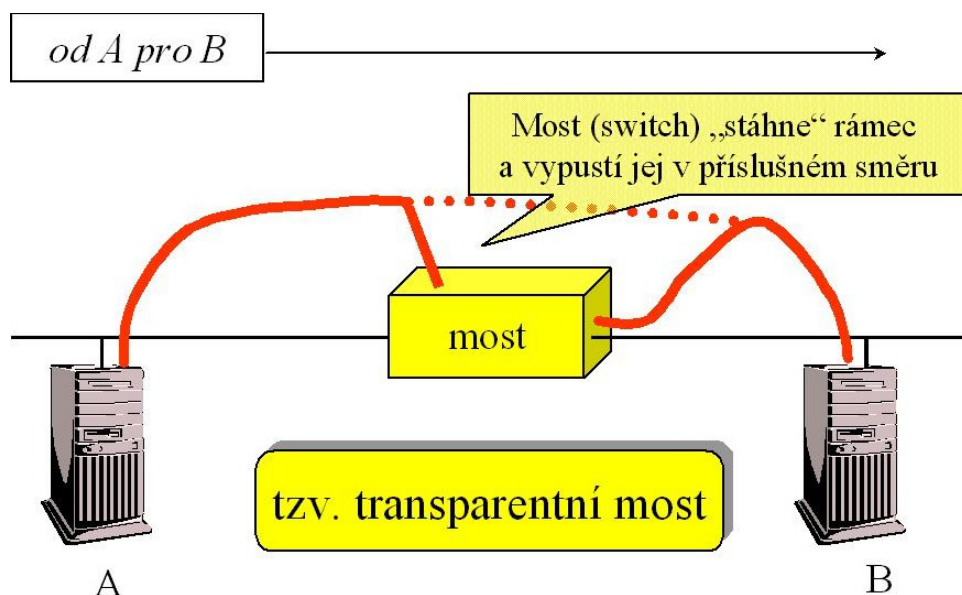 od A pro B
Most (switch) „stáhne“ rámec
a vypustí jej v příslušném směru
most
tzv. transparentní most
A
B